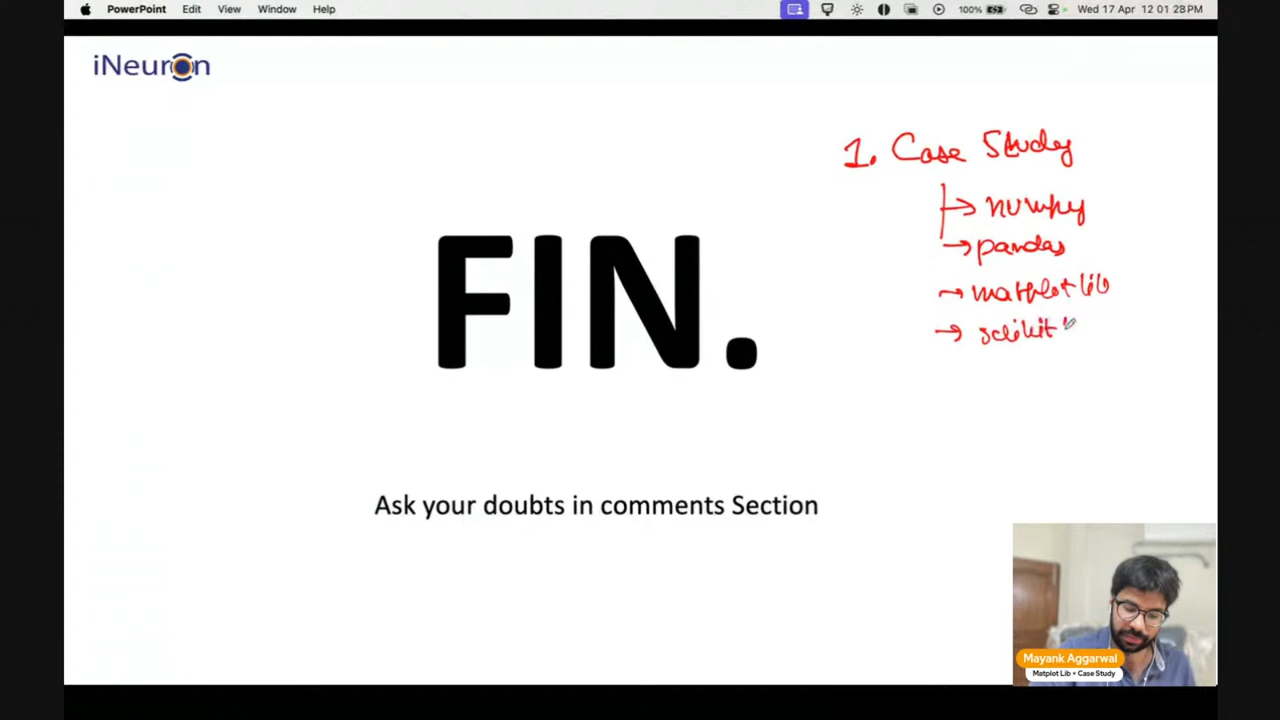 PowerPoint Edit View Window Help 100% Wed 17 Apr 12 01 28 PM
iNeuron
1. Case Study
→ numpy
→ pandas
→ matplotlib
→ scikit
FIN.
Ask your doubts in comments Section
Mayank Aggarwal
Matplot Lib + Case Study